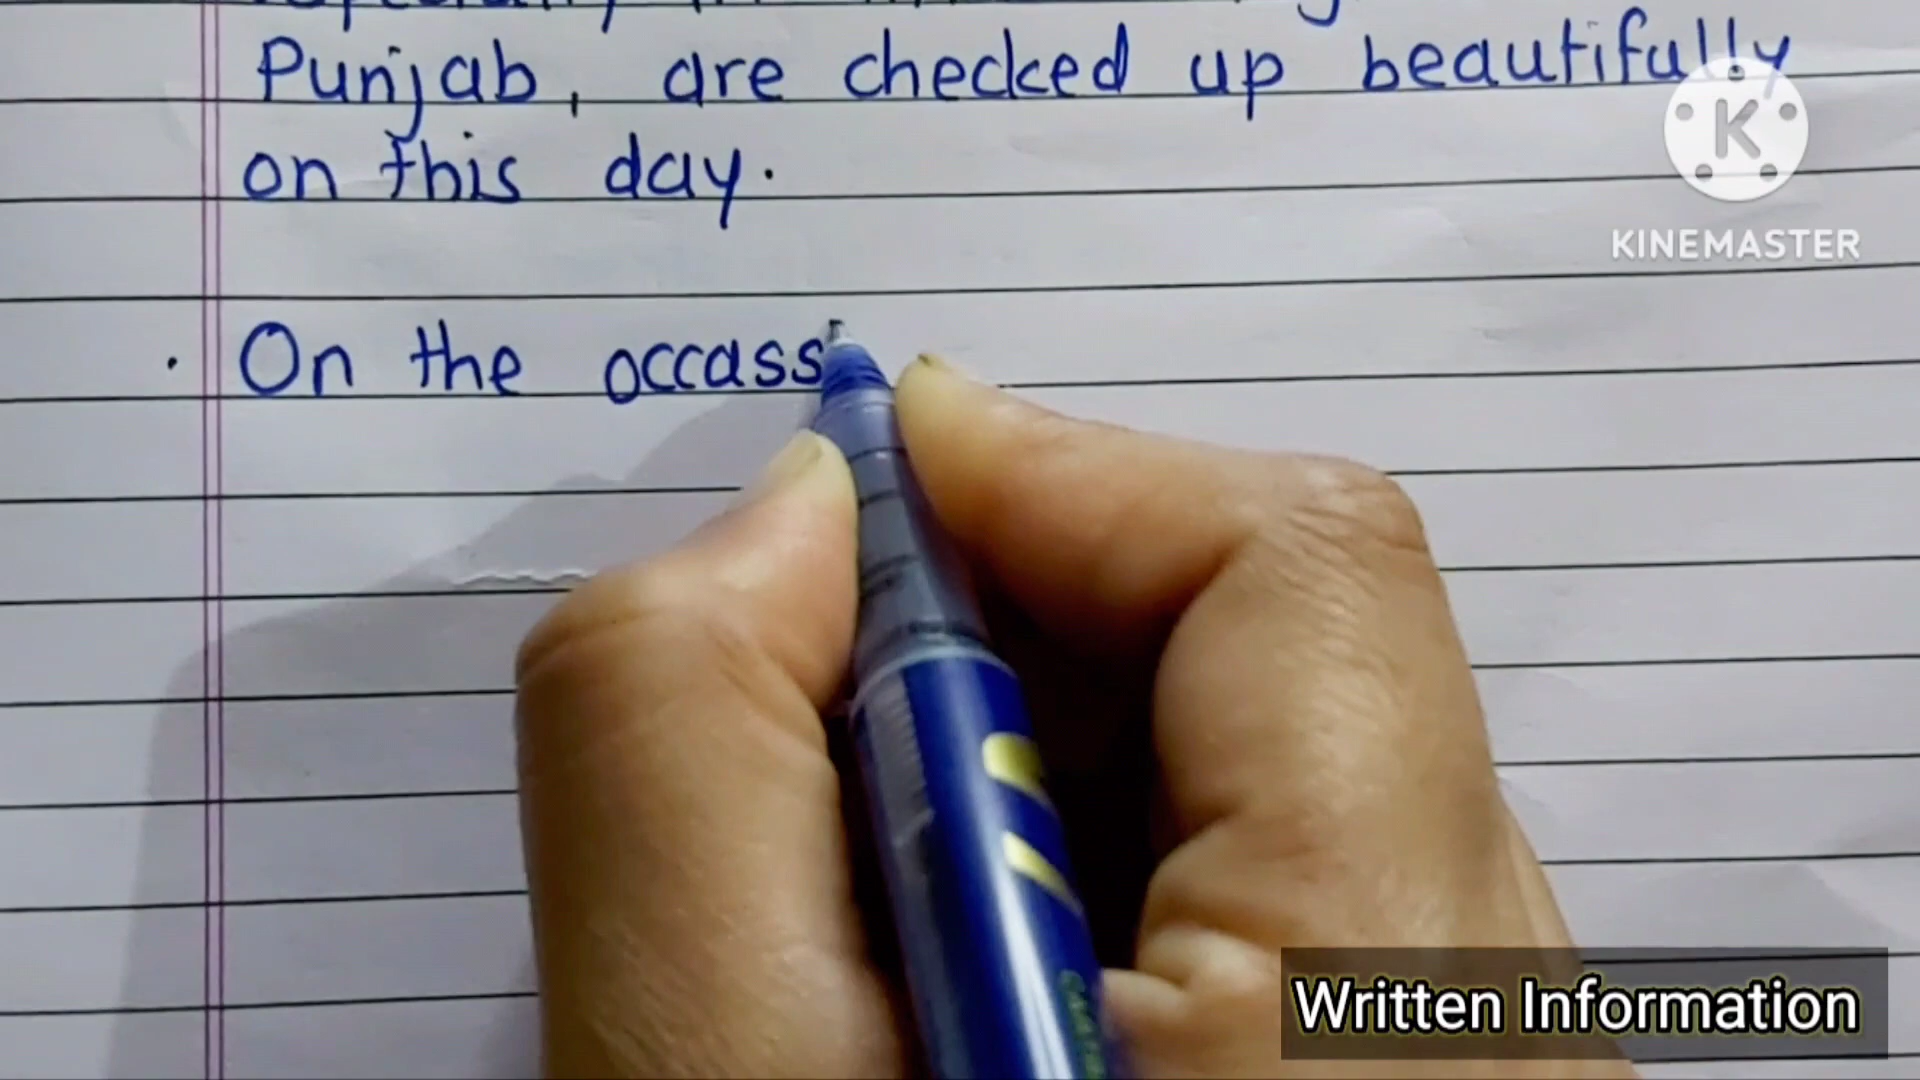 Punjab, are checked up beautifully
on this day.
. On the occass
K
KINEMASTER
Written Information